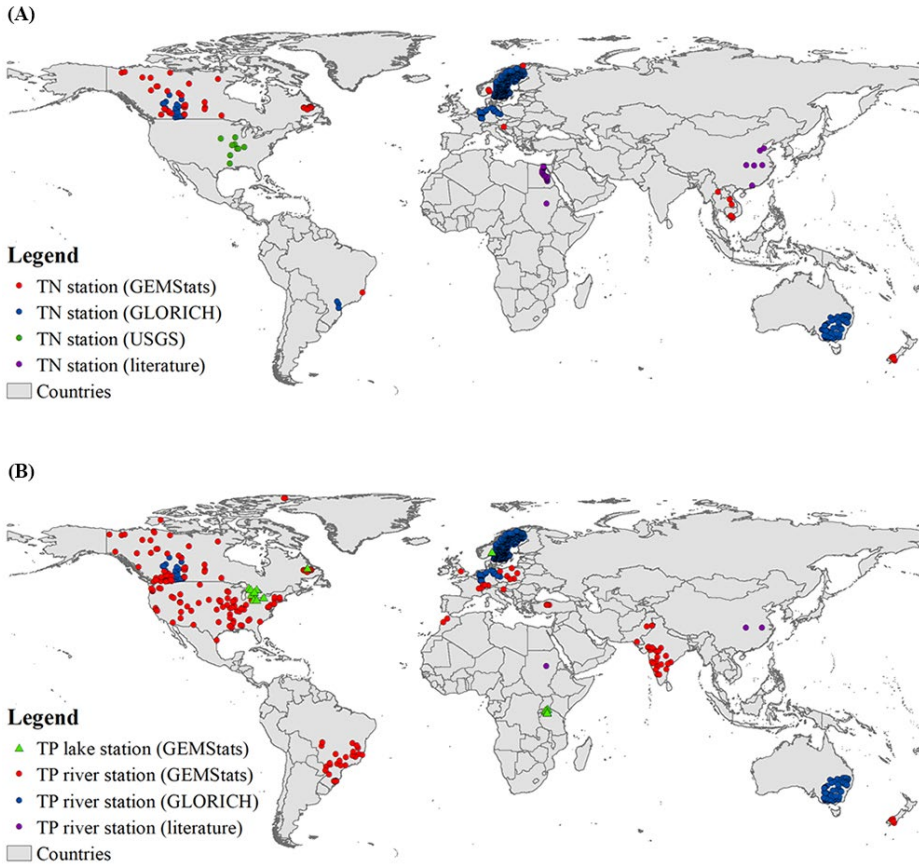 (A)
Legend
TN station (GEMStats)
TN station (GLORICH)
TN station (USGS)
TN station (literature)
Countries
(B)
Legend
TP lake station (GEMStats)
TP river station (GEMStats)
TP river station (GLORICH)
TP river station (literature)
Countries